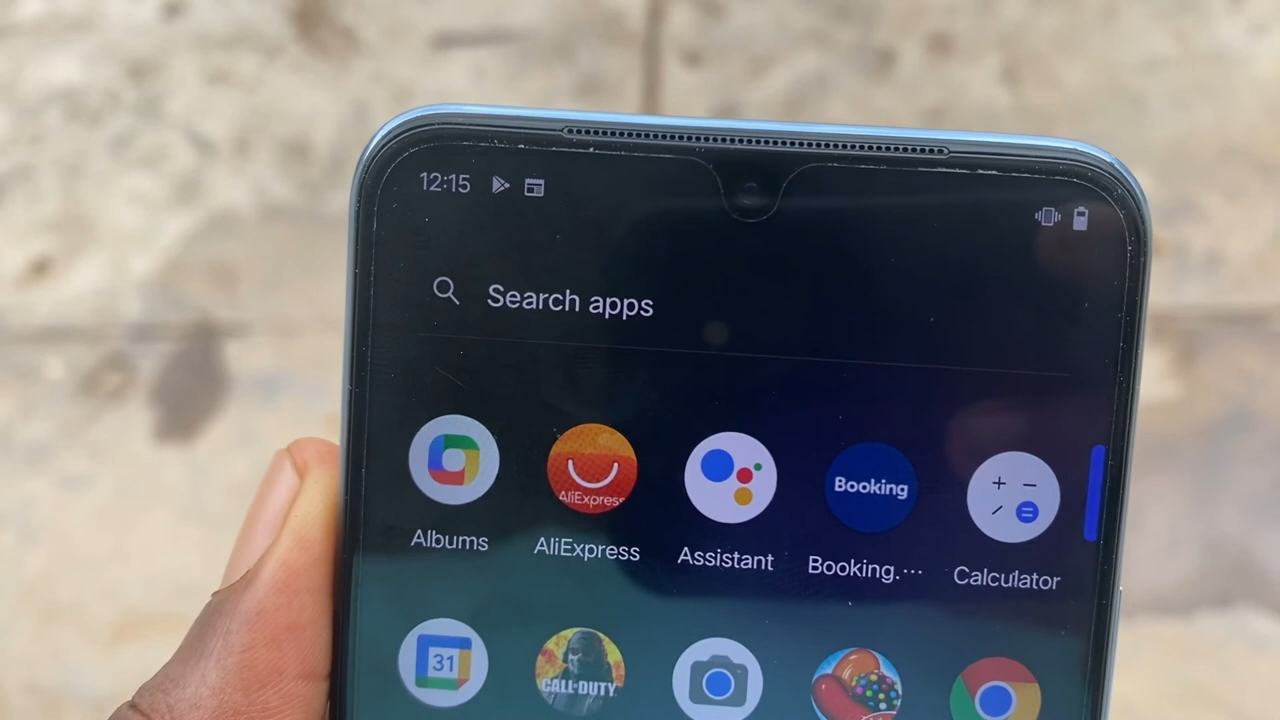 12:15
Search apps
AliExpress
Booking
+ −
/ =
Albums
AliExpress
Assistant
Booking.···
Calculator
31
CALL·DUTY